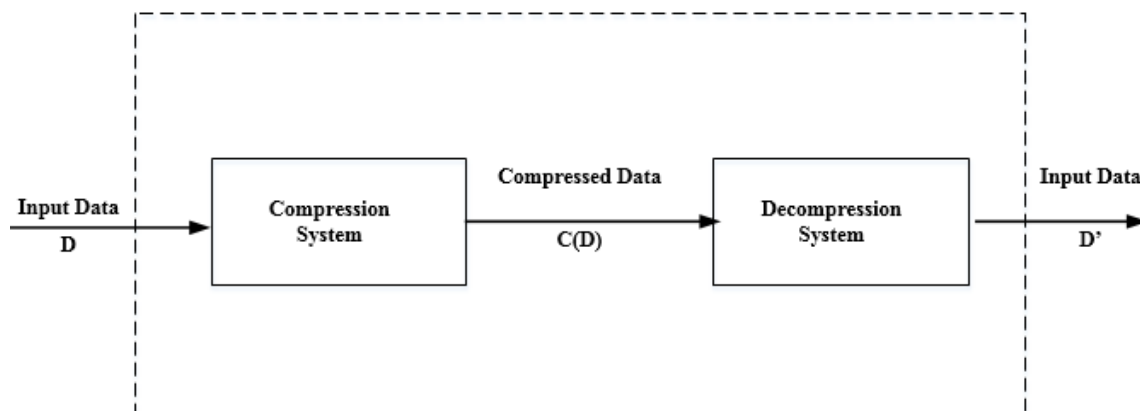 Input Data
D
Compression
System
Compressed Data
C(D)
Decompression
System
Input Data
D’